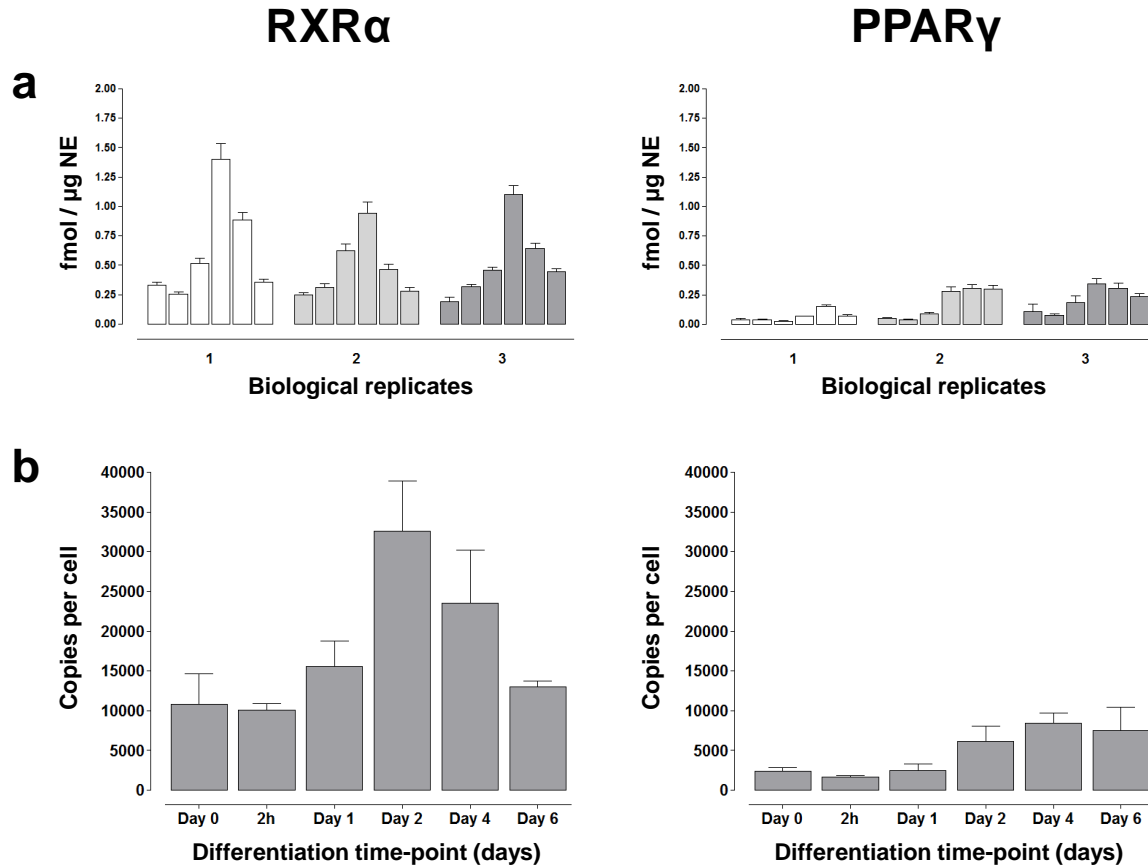 RXRα
PPARγ
a
fmol / µg NE
2.00
1.75
1.50
1.25
1.00
0.75
0.50
0.25
0.00
1 2 3
Biological replicates
fmol / µg NE
2.00
1.75
1.50
1.25
1.00
0.75
0.50
0.25
0.00
1 2 3
Biological replicates
b
Copies per cell
40000
35000
30000
25000
20000
15000
10000
5000
0
Day 0 2h Day 1 Day 2 Day 4 Day 6
Differentiation time-point (days)
Copies per cell
40000
35000
30000
25000
20000
15000
10000
5000
0
Day 0 2h Day 1 Day 2 Day 4 Day 6
Differentiation time-point (days)